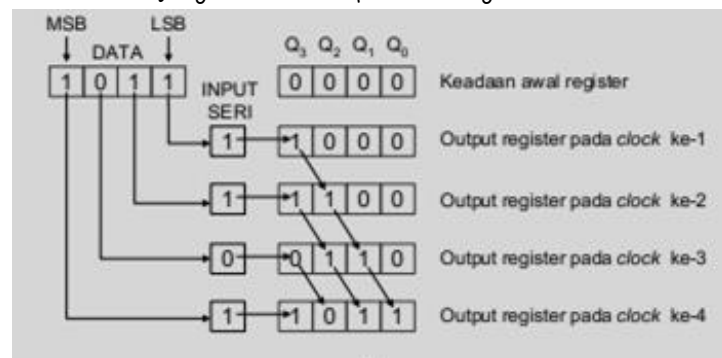 MSB LSB
DATA
1 0 1 1
INPUT SERI
Q3 Q2 Q1 Q0
0 0 0 0 Keadaan awal register
1 1 0 0 0 Output register pada clock ke-1
1 1 1 0 0 Output register pada clock ke-2
0 0 1 1 0 Output register pada clock ke-3
1 1 0 1 1 Output register pada clock ke-4